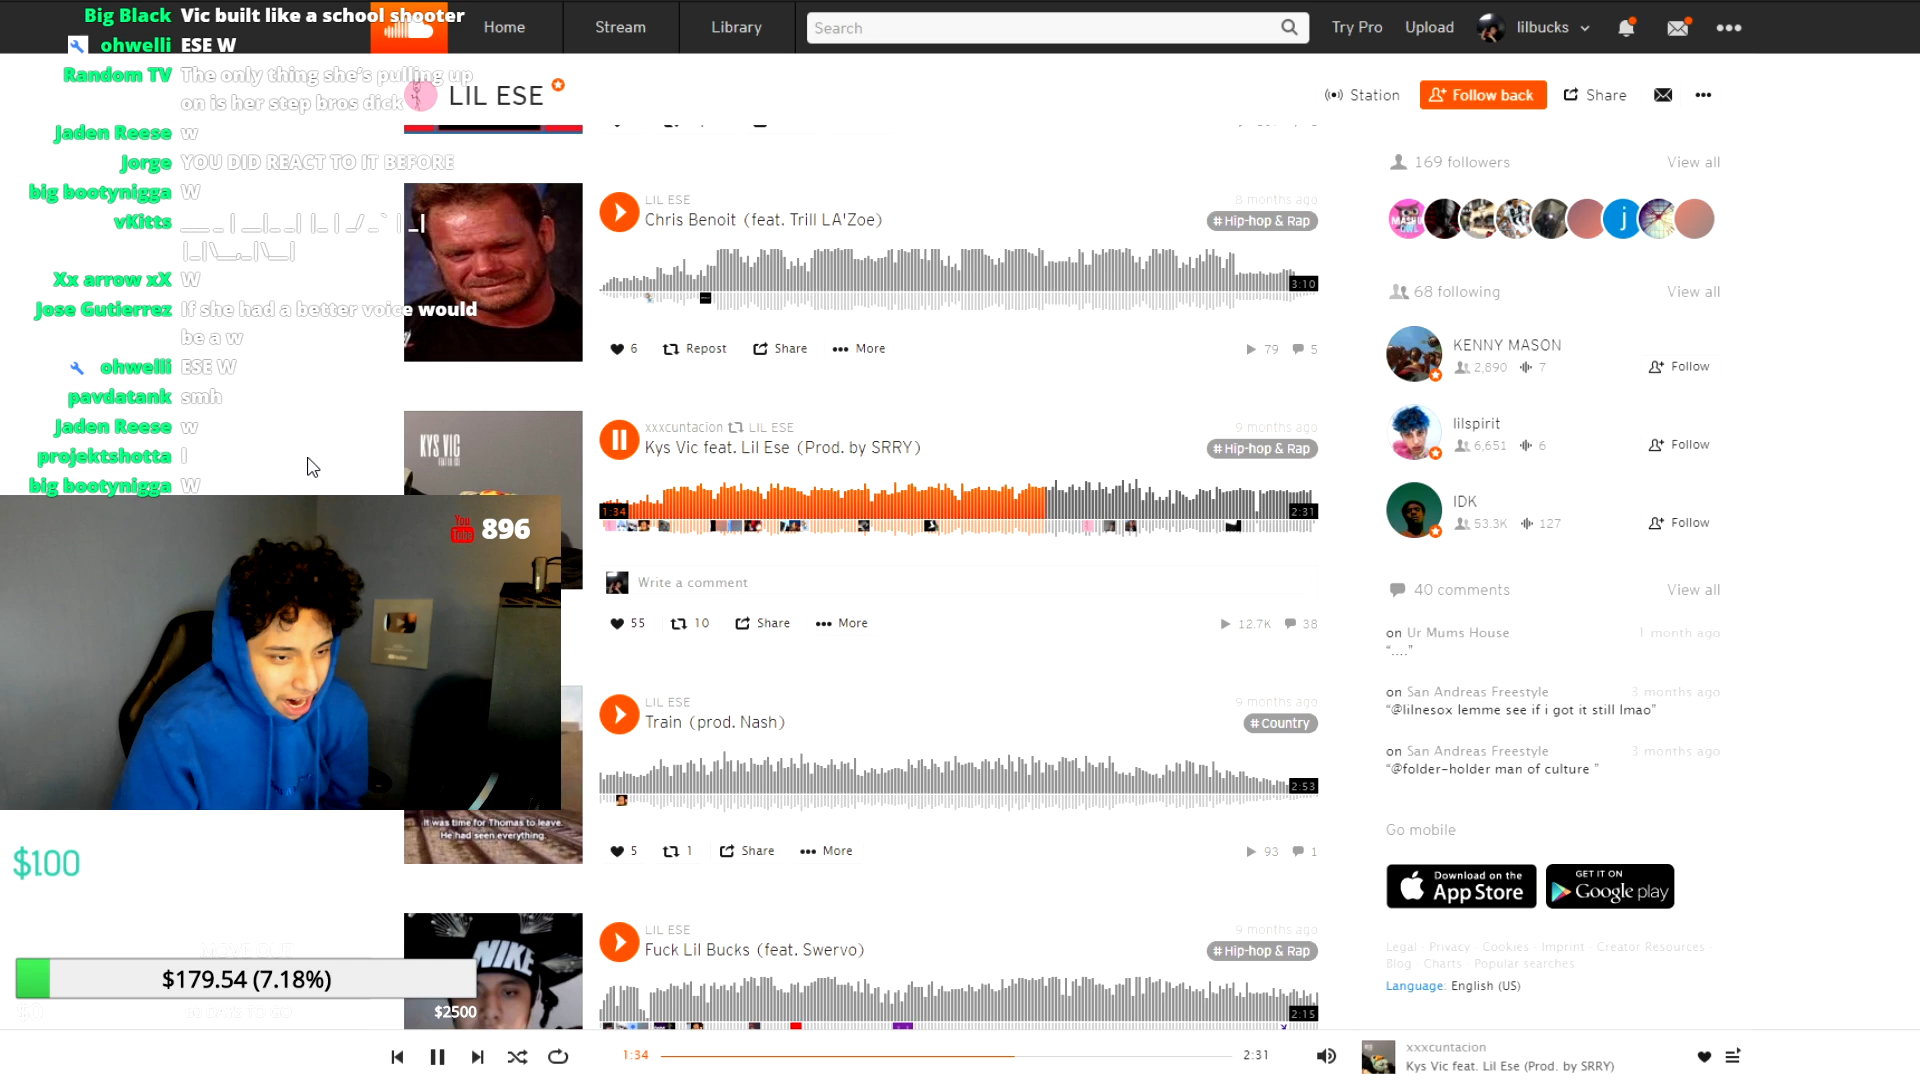 Big Black Vic built like a school shooter
ohwelli ESE W
Random TV The only thing she's pulling up
on is her step bros dick
Jaden Reese w
Jorge YOU DID REACT TO IT BEFORE
big bootynigga W
vKitts
Xx arrow xX W
Jose Gutierrez If she had a better voice would
be a w
ohwelli ESE W
pavdatank smh
Jaden Reese w
projektshotta l
big bootynigga W
You Tube 896
$100
$179.54 (7.18%)
$2500
Home
Stream
Library
Search
Try Pro
Upload
lilbucks
LIL ESE
Station
Follow back
Share
LIL ESE
8 months ago
Chris Benoit (feat. Trill LA'Zoe)
# Hip-hop & Rap
3:10
6
Repost
Share
More
79
5
KYS VIC
xxxcuntacion LIL ESE
9 months ago
Kys Vic feat. Lil Ese (Prod. by SRRY)
# Hip-hop & Rap
1:34
2:31
Write a comment
55
10
Share
More
12.7K
38
LIL ESE
9 months ago
Train (prod. Nash)
# Country
2:53
It was time for Thomas to leave.
He had seen everything.
5
1
Share
More
93
1
LIL ESE
9 months ago
Fuck Lil Bucks (feat. Swervo)
# Hip-hop & Rap
NIKE
2:15
169 followers
View all
j
68 following
View all
KENNY MASON
2,890
7
Follow
lilspirit
6,651
6
Follow
IDK
53.3K
127
Follow
40 comments
View all
on Ur Mums House
1 month ago
"...."
on San Andreas Freestyle
3 months ago
"@lilnesox lemme see if i got it still lmao"
on San Andreas Freestyle
3 months ago
"@folder-holder man of culture "
Go mobile
Download on the
App Store
GET IT ON
Google play
Legal · Privacy · Cookies · Imprint · Creator Resources ·
Blog · Charts · Popular searches
Language: English (US)
1:34
2:31
xxxcuntacion
Kys Vic feat. Lil Ese (Prod. by SRRY)